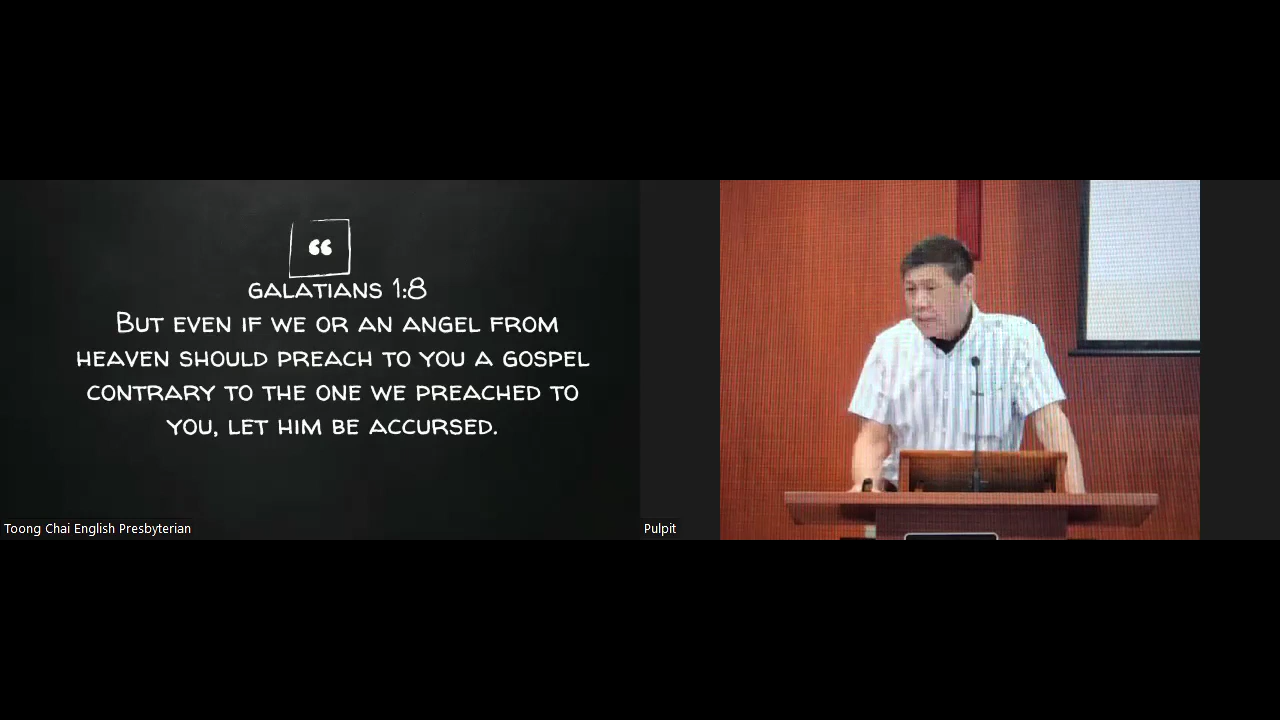 “
GALATIANS 1:8
BUT EVEN IF WE OR AN ANGEL FROM
HEAVEN SHOULD PREACH TO YOU A GOSPEL
CONTRARY TO THE ONE WE PREACHED TO
YOU, LET HIM BE ACCURSED.
Toong Chai English Presbyterian
Pulpit